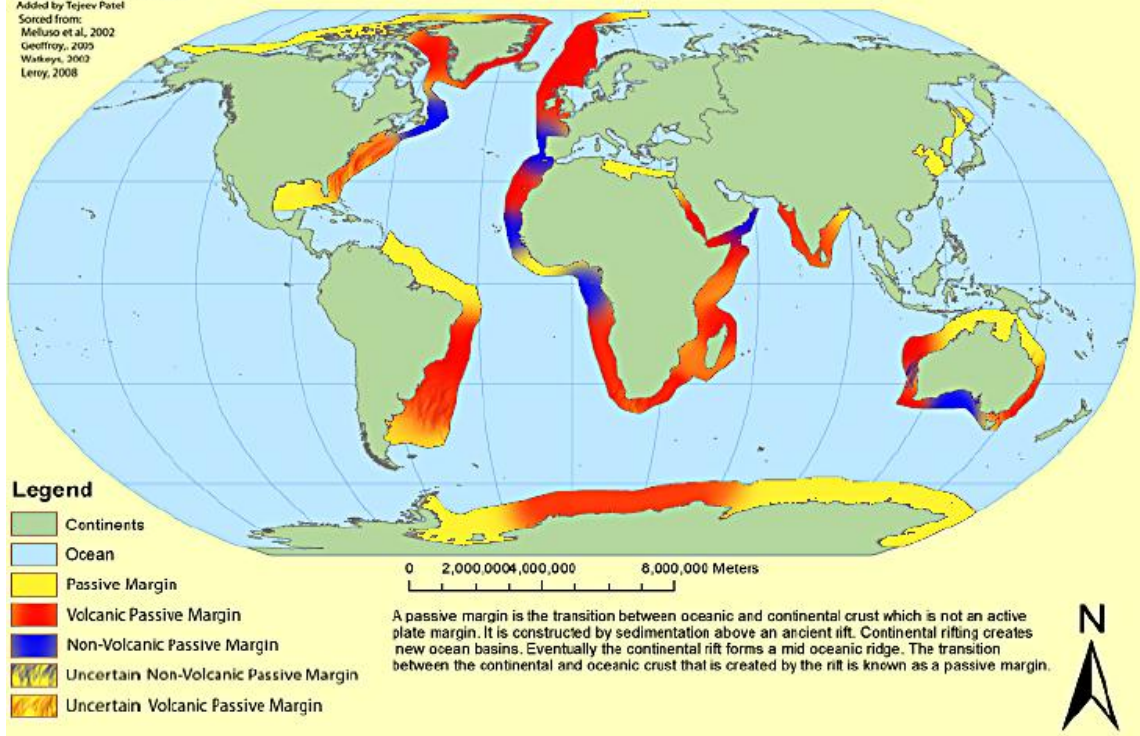 Added by Tejeev Patel
Sorced from:
Melluso et al., 2002
Geoffroy,. 2005
Watkeys, 2002
Leroy, 2008
Legend
Continents
Ocean
Passive Margin
Volcanic Passive Margin
Non-Volcanic Passive Margin
Uncertain Non-Volcanic Passive Margin
Uncertain Volcanic Passive Margin
0 2,000,0004,000,000 8,000,000 Meters
A passive margin is the transition between oceanic and continental crust which is not an active
plate margin. It is constructed by sedimentation above an ancient rift. Continental rifting creates
new ocean basins. Eventually the continental rift forms a mid oceanic ridge. The transition
between the continental and oceanic crust that is created by the rift is known as a passive margin.
N